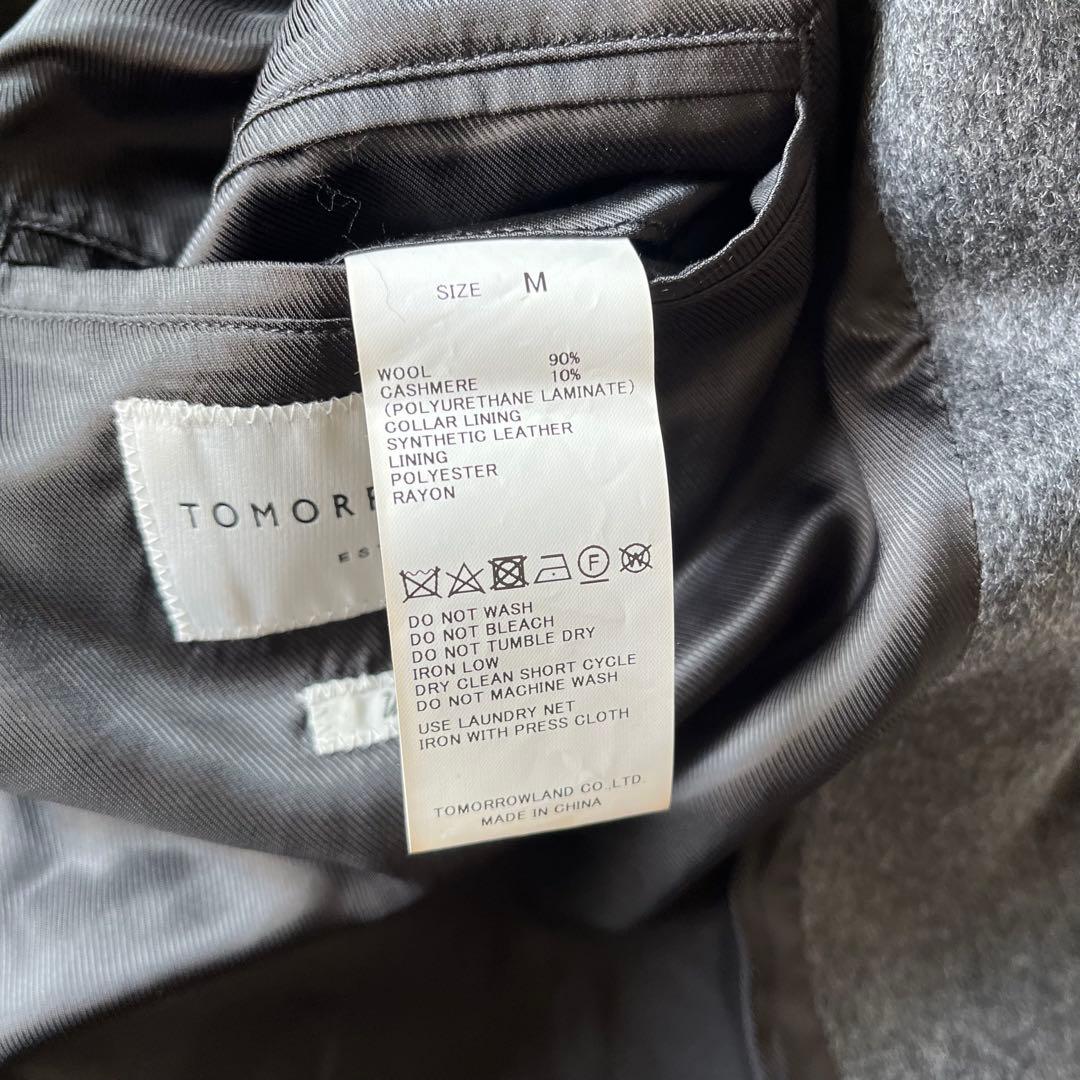 SIZE M
WOOL 90%
CASHMERE 10%
(POLYURETHANE LAMINATE)
COLLAR LINING
SYNTHETIC LEATHER
LINING
POLYESTER
RAYON
TOMORR
EST
F W
DO NOT WASH
DO NOT BLEACH
DO NOT TUMBLE DRY
IRON LOW
DRY CLEAN SHORT CYCLE
DO NOT MACHINE WASH
USE LAUNDRY NET
IRON WITH PRESS CLOTH
TOMORROWLAND CO.,LTD.
MADE IN CHINA